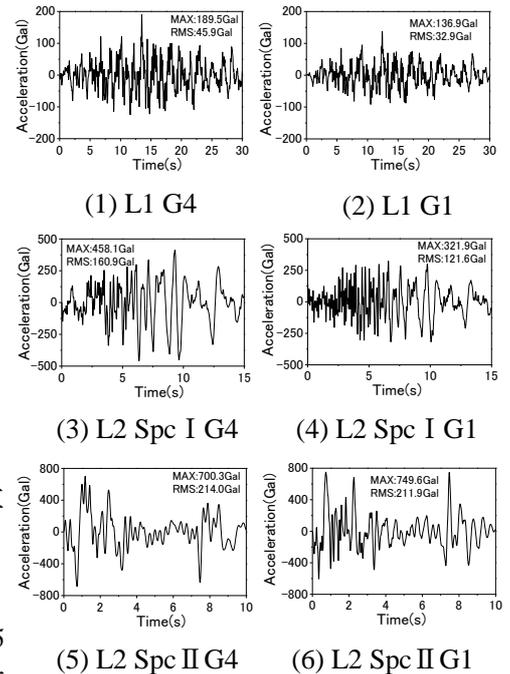 MAX:189.5Gal
RMS:45.9Gal
Acceleration(Gal)
200
100
0
−100
−200
0 5 10 15 20 25 30
Time(s)
(1) L1 G4
MAX:136.9Gal
RMS:32.9Gal
Acceleration(Gal)
200
100
0
−100
−200
0 5 10 15 20 25 30
Time(s)
(2) L1 G1
MAX:458.1Gal
RMS:160.9Gal
Acceleration(Gal)
500
250
0
−250
−500
0 5 10 15
Time(s)
(3) L2 Spc Ⅰ G4
MAX:321.9Gal
RMS:121.6Gal
Acceleration(Gal)
500
250
0
−250
−500
0 5 10 15
Time(s)
(4) L2 Spc Ⅰ G1
MAX:700.3Gal
RMS:214.0Gal
Acceleration(Gal)
800
400
0
−400
−800
0 2 4 6 8 10
Time(s)
(5) L2 Spc Ⅱ G4
MAX:749.6Gal
RMS:211.9Gal
Acceleration(Gal)
800
400
0
−400
−800
0 2 4 6 8 10
Time(s)
(6) L2 Spc Ⅱ G1